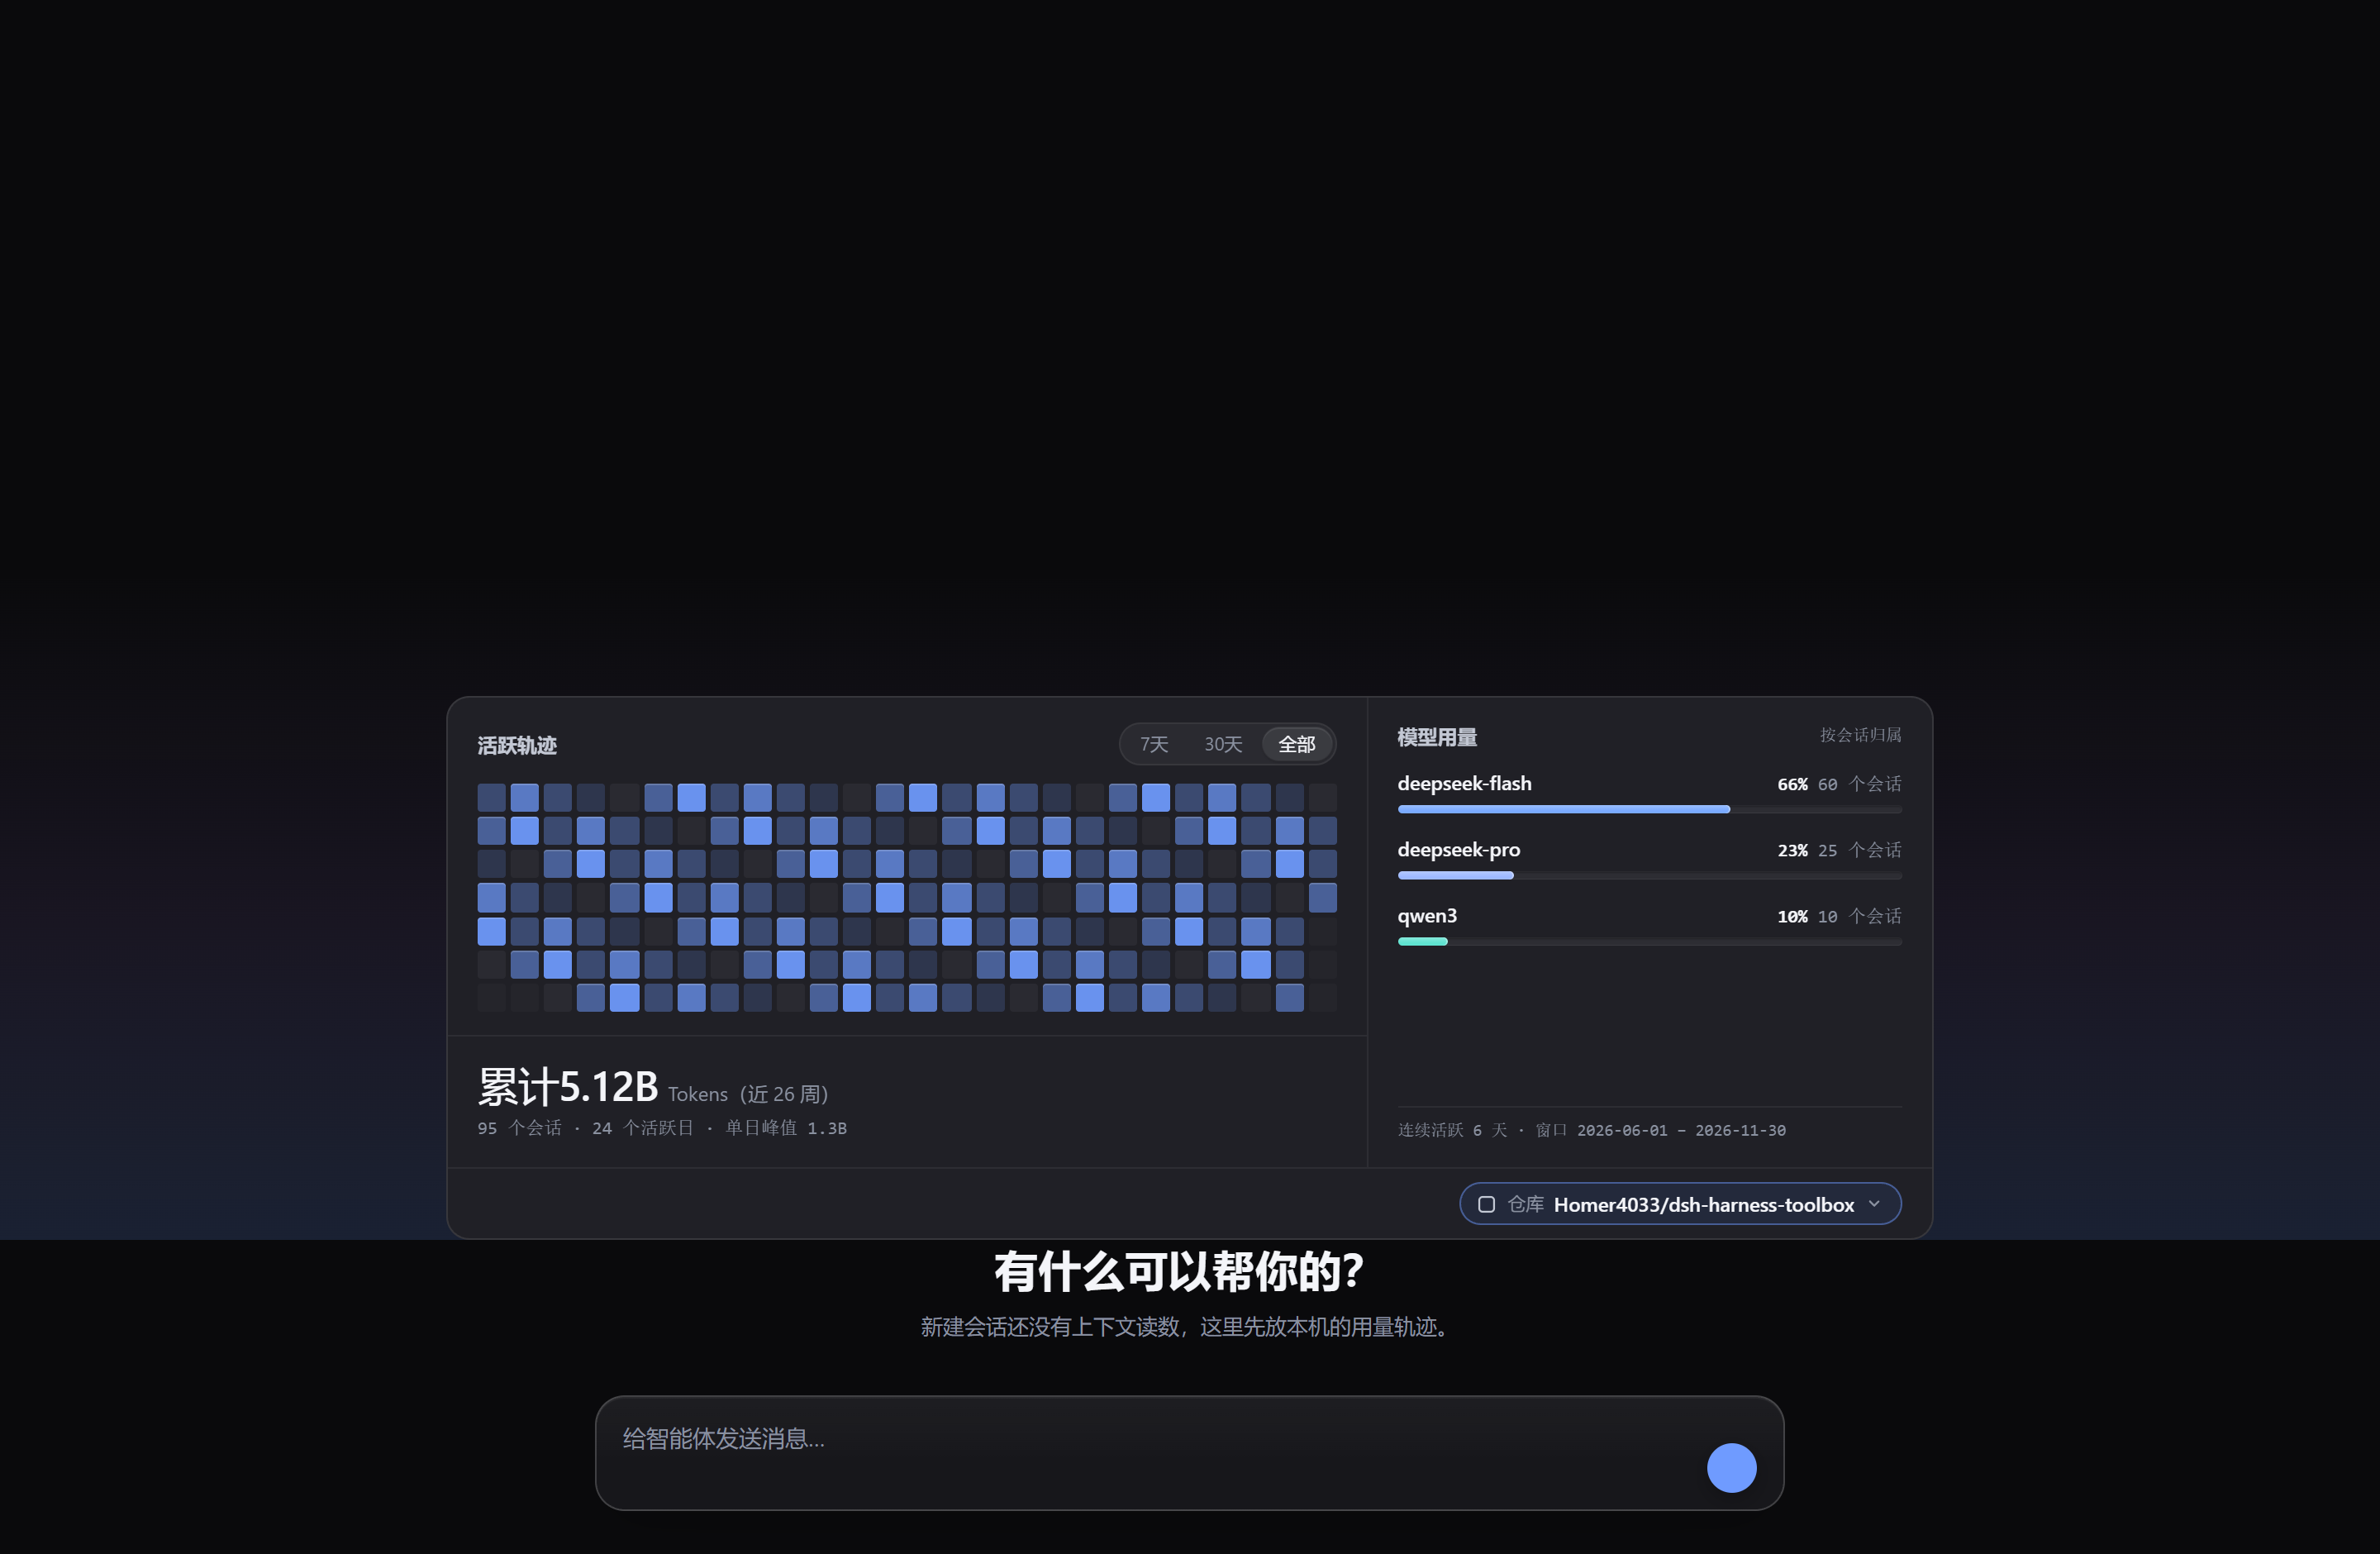 活跃轨迹
7天 30天 全部
累计5.12B Tokens（近 26 周）
95 个会话 · 24 个活跃日 · 单日峰值 1.3B
模型用量
按会话归属
deepseek-flash 66% 60 个会话
deepseek-pro 23% 25 个会话
qwen3 10% 10 个会话
连续活跃 6 天 · 窗口 2026-06-01 – 2026-11-30
仓库 Homer4033/dsh-harness-toolbox
有什么可以帮你的？
新建会话还没有上下文读数，这里先放本机的用量轨迹。
给智能体发送消息...